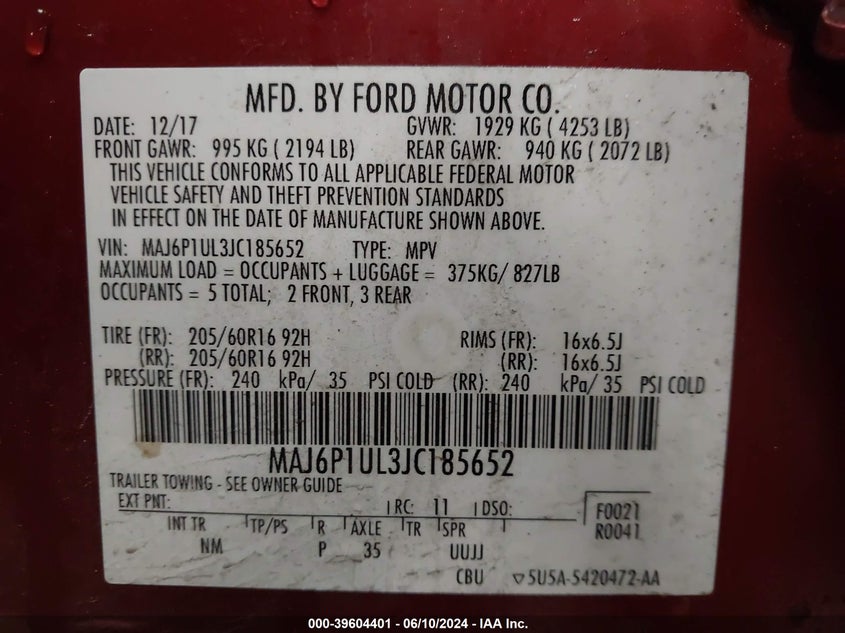 MFD. BY FORD MOTOR CO.
DATE: 12/17 GVWR: 1929 KG ( 4253 LB)
FRONT GAWR: 995 KG ( 2194 LB) REAR GAWR: 940 KG ( 2072 LB)
THIS VEHICLE CONFORMS TO ALL APPLICABLE FEDERAL MOTOR
VEHICLE SAFETY AND THEFT PREVENTION STANDARDS
IN EFFECT ON THE DATE OF MANUFACTURE SHOWN ABOVE.
VIN: MAJ6P1UL3JC185652 TYPE: MPV
MAXIMUM LOAD = OCCUPANTS + LUGGAGE = 375KG/ 827LB
OCCUPANTS = 5 TOTAL; 2 FRONT, 3 REAR
TIRE (FR): 205/60R16 92H RIMS (FR): 16x6.5J
(RR): 205/60R16 92H (RR): 16x6.5J
PRESSURE (FR): 240 kPa/ 35 PSI COLD (RR): 240 kPa/ 35 PSI COLD
MAJ6P1UL3JC185652
TRAILER TOWING - SEE OWNER GUIDE
EXT PNT: RC: 11 DSO: F0021
INT TR TP/PS R AXLE TR SPR R0041
NM P 35 UUJJ
CBU ▽5U5A-5420472-AA
000-39604401 - 06/10/2024 - IAA Inc.